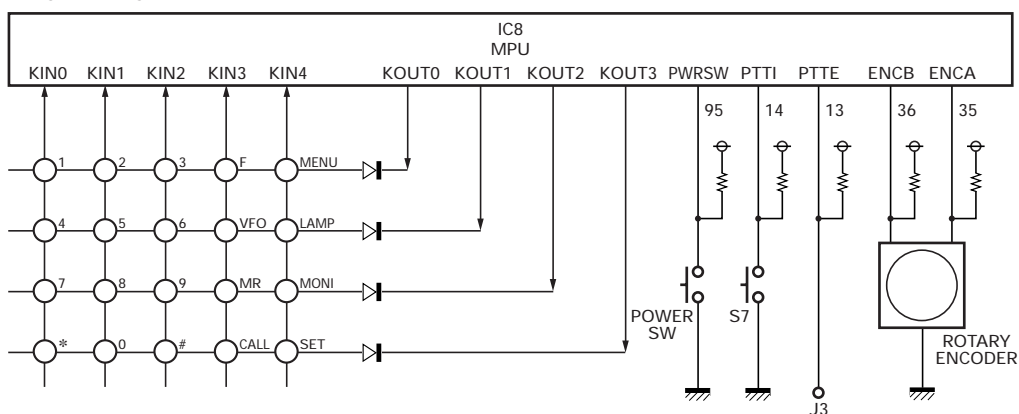 IC8
MPU
KIN0 KIN1 KIN2 KIN3 KIN4 KOUT0 KOUT1 KOUT2 KOUT3 PWRSW PTTI PTTE ENCB ENCA
95 14 13 36 35
1 2 3 F MENU
4 5 6 VFO LAMP
7 8 9 MR MONI
POWER SW
S7
* 0 # CALL SET
ROTARY
ENCODER
J3